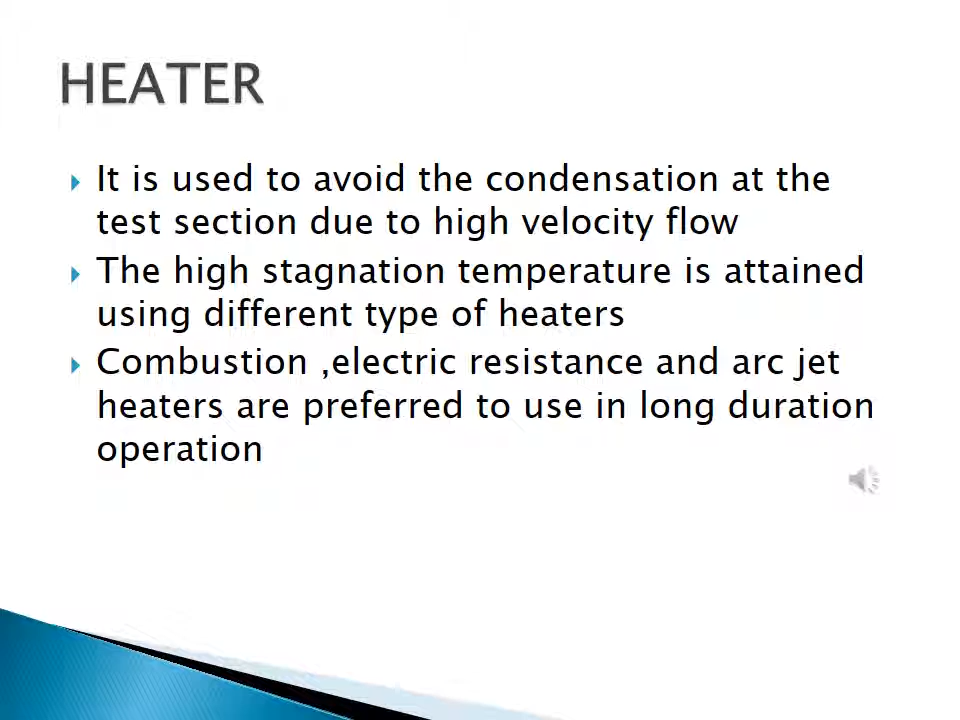 HEATER
It is used to avoid the condensation at the
test section due to high velocity flow
The high stagnation temperature is attained
using different type of heaters
Combustion ,electric resistance and arc jet
heaters are preferred to use in long duration
operation